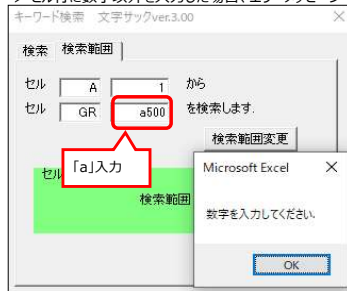 キーワード検索 文字サックver.3.00
検索 検索範囲
セル A 1 から
セル GR a500 を検索します.
検索範囲変更
「a」入力
Microsoft Excel
検索範囲
数字を入力してください.
OK